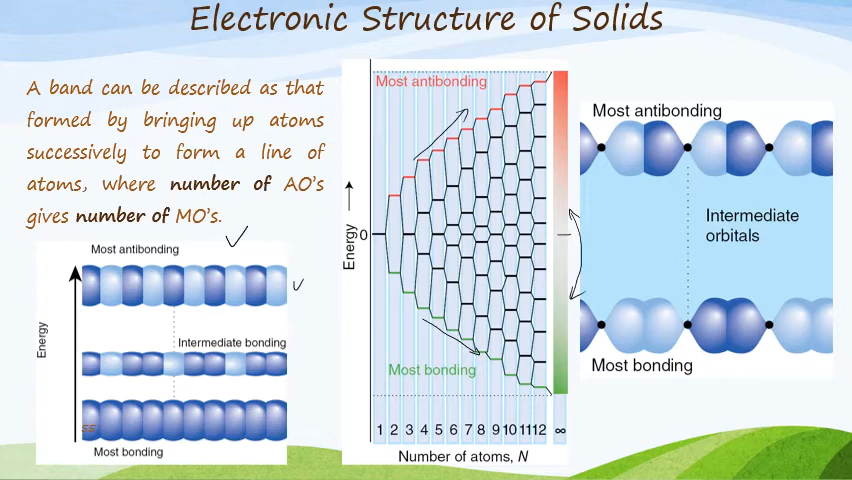 Electronic Structure of Solids
A band can be described as that
formed by bringing up atoms
successively to form a line of
atoms, where number of AO's
gives number of MO's.
Most antibonding
Energy
Intermediate bonding
55
Most bonding
Most antibonding
Energy
0
Most bonding
1 2 3 4 5 6 7 8 9 10 11 12 ∞
Number of atoms, N
Most antibonding
Intermediate
orbitals
Most bonding